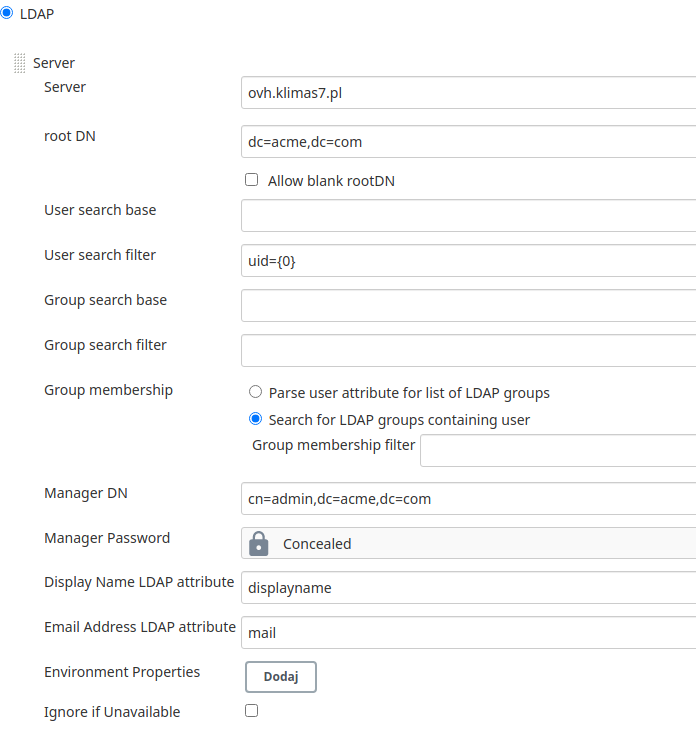 LDAP
Server
Server
ovh.klimas7.pl
root DN
dc=acme,dc=com
Allow blank rootDN
User search base
User search filter
uid={0}
Group search base
Group search filter
Group membership
Parse user attribute for list of LDAP groups
Search for LDAP groups containing user
Group membership filter
Manager DN
cn=admin,dc=acme,dc=com
Manager Password
Concealed
Display Name LDAP attribute
displayname
Email Address LDAP attribute
mail
Environment Properties
Dodaj
Ignore if Unavailable